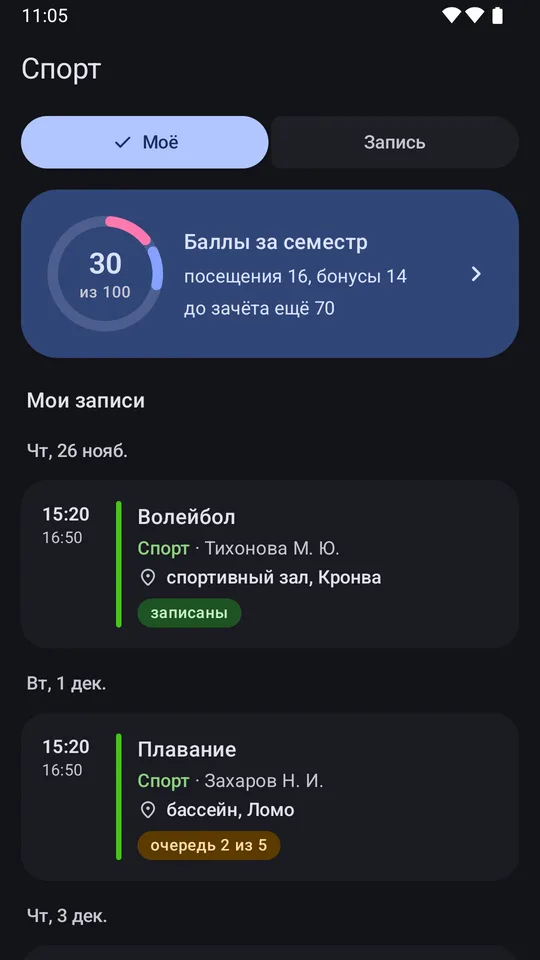 11:05
Спорт
Моё
Запись
30
из 100
Баллы за семестр
посещения 16, бонусы 14
до зачёта ещё 70
Мои записи
Чт, 26 нояб.
15:20
16:50
Волейбол
Спорт · Тихонова М. Ю.
спортивный зал, Кронва
записаны
Вт, 1 дек.
15:20
16:50
Плавание
Спорт · Захаров Н. И.
бассейн, Ломо
очередь 2 из 5
Чт, 3 дек.